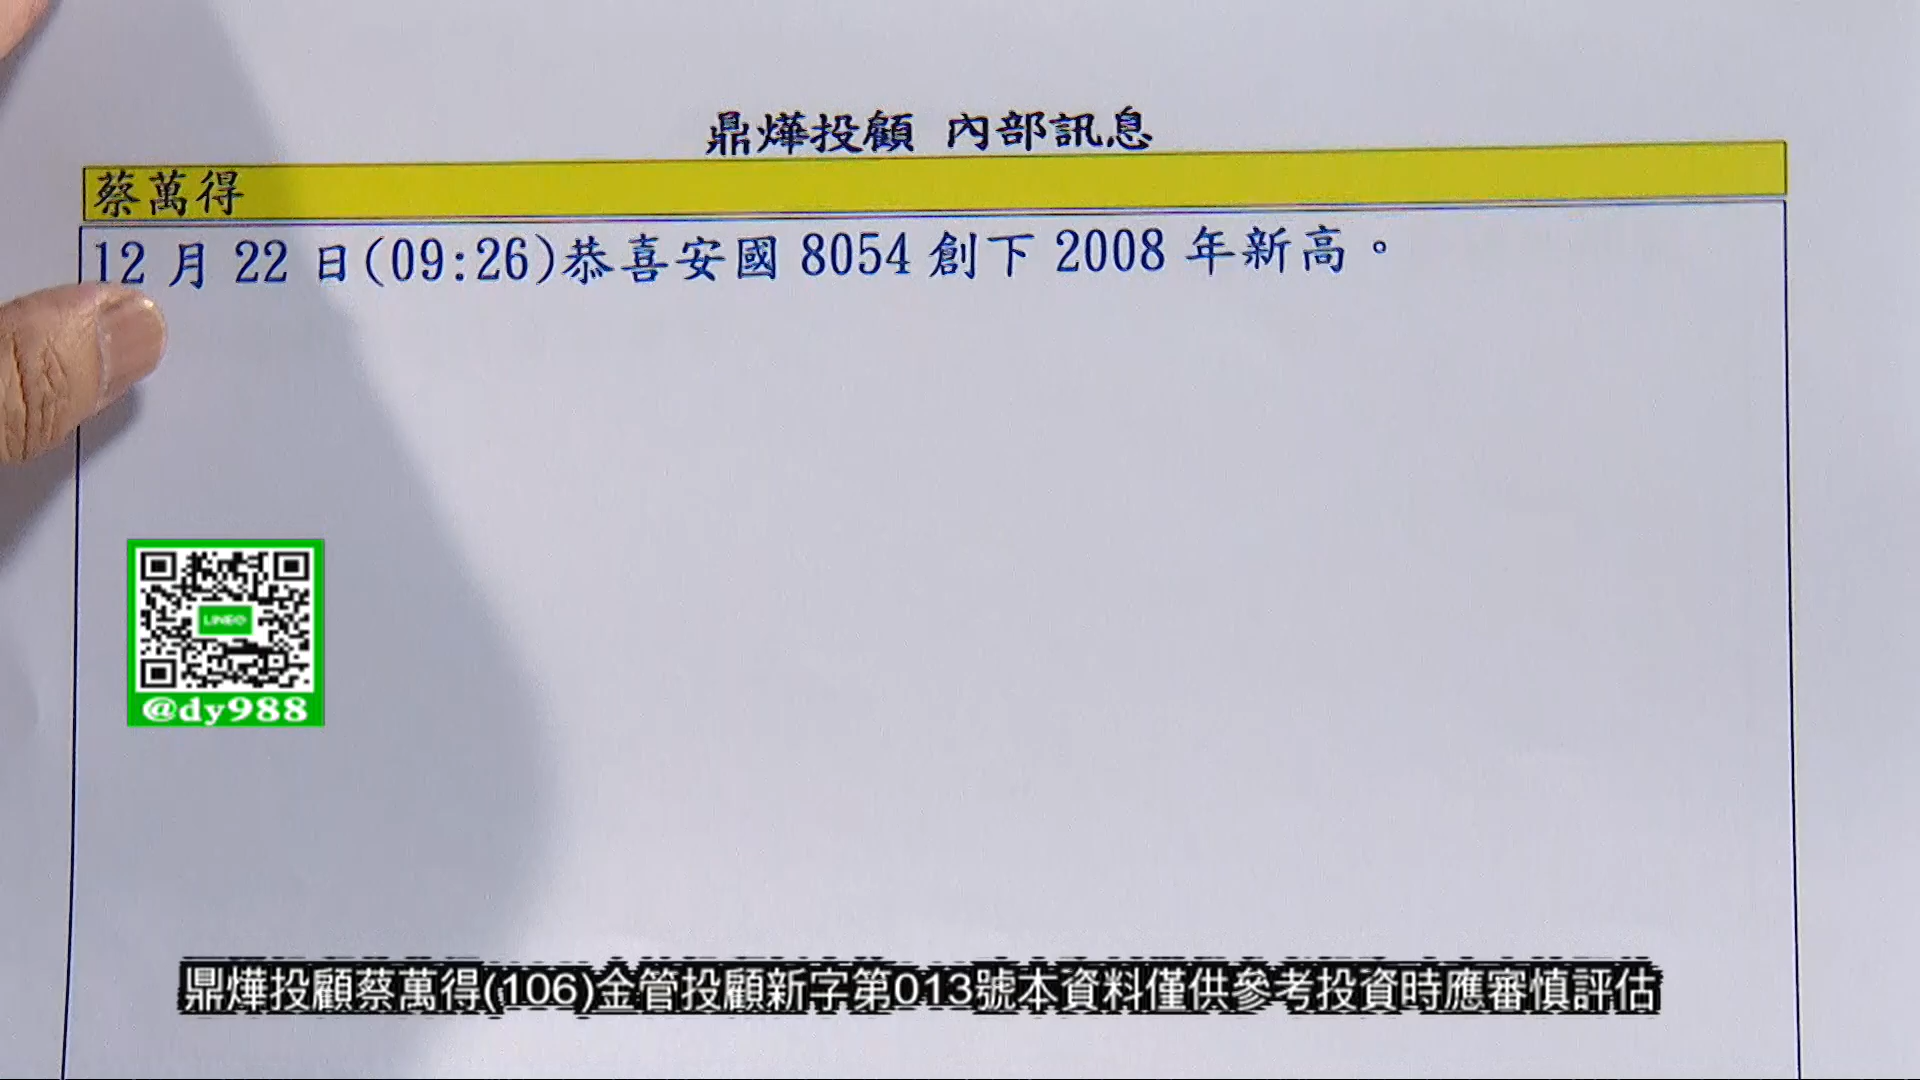 鼎燁投顧 內部訊息
蔡萬得
12月22日(09:26)恭喜安國8054創下2008年新高。
LINE@
@dy988
鼎燁投顧蔡萬得(106)金管投顧新字第013號本資料僅供參考投資時應審慎評估